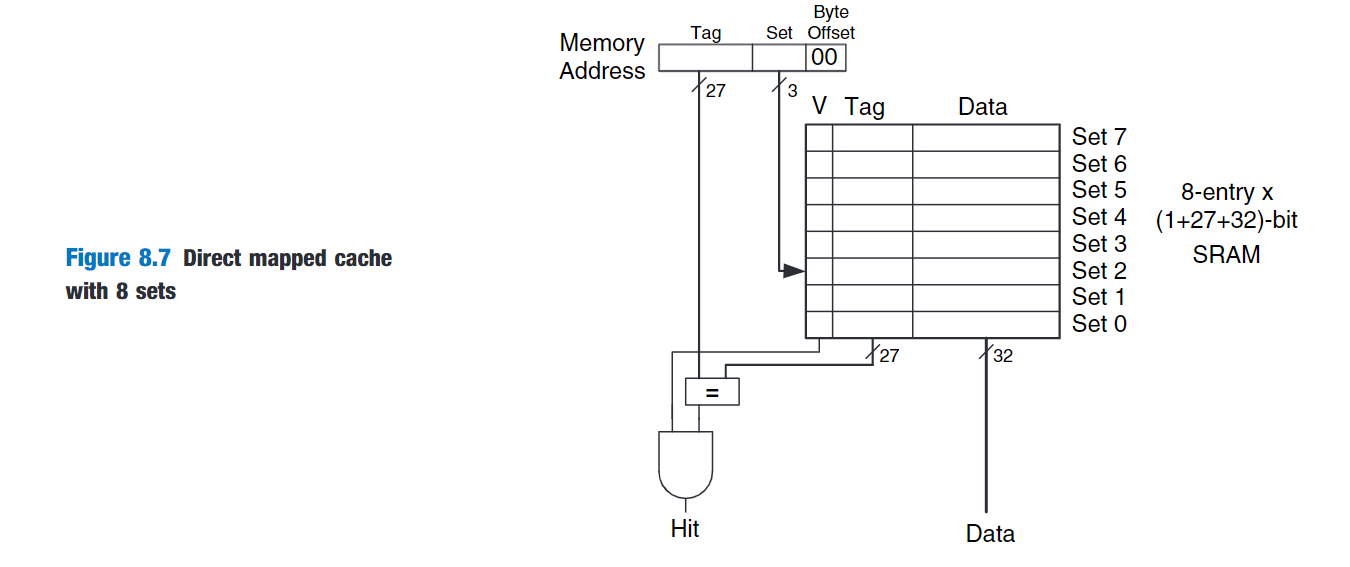 Byte
Tag Set Offset
Memory
Address
00
27 3
V Tag Data
Set 7
Set 6
Set 5
Set 4
Set 3
Set 2
Set 1
Set 0
8-entry x
(1+27+32)-bit
SRAM
Figure 8.7 Direct mapped cache
with 8 sets
27 32
=
Hit
Data